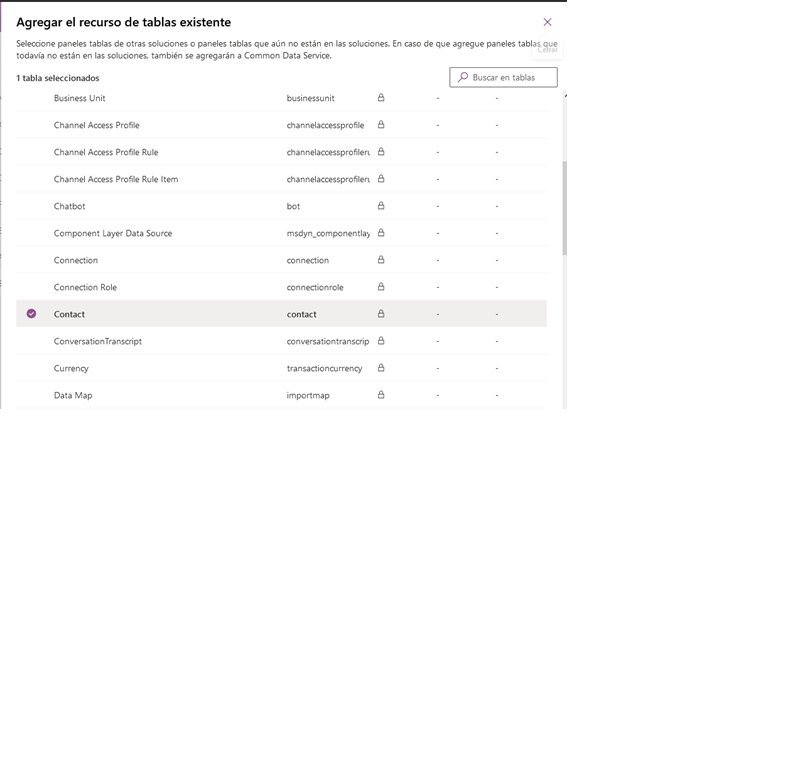 Agregar el recurso de tablas existente
Seleccione paneles tablas de otras soluciones o paneles tablas que aún no están en las soluciones. En caso de que agregue paneles tablas que
todavía no están en las soluciones, también se agregarán a Common Data Service.
Cerrar
1 tabla seleccionados
Buscar en tablas
Business Unit businessunit - -
Channel Access Profile channelaccessprofile - -
Channel Access Profile Rule channelaccessprofileru - -
Channel Access Profile Rule Item channelaccessprofileru - -
Chatbot bot - -
Component Layer Data Source msdyn_componentlay - -
Connection connection - -
Connection Role connectionrole - -
Contact contact - -
ConversationTranscript conversationtranscrip - -
Currency transactioncurrency - -
Data Map importmap - -